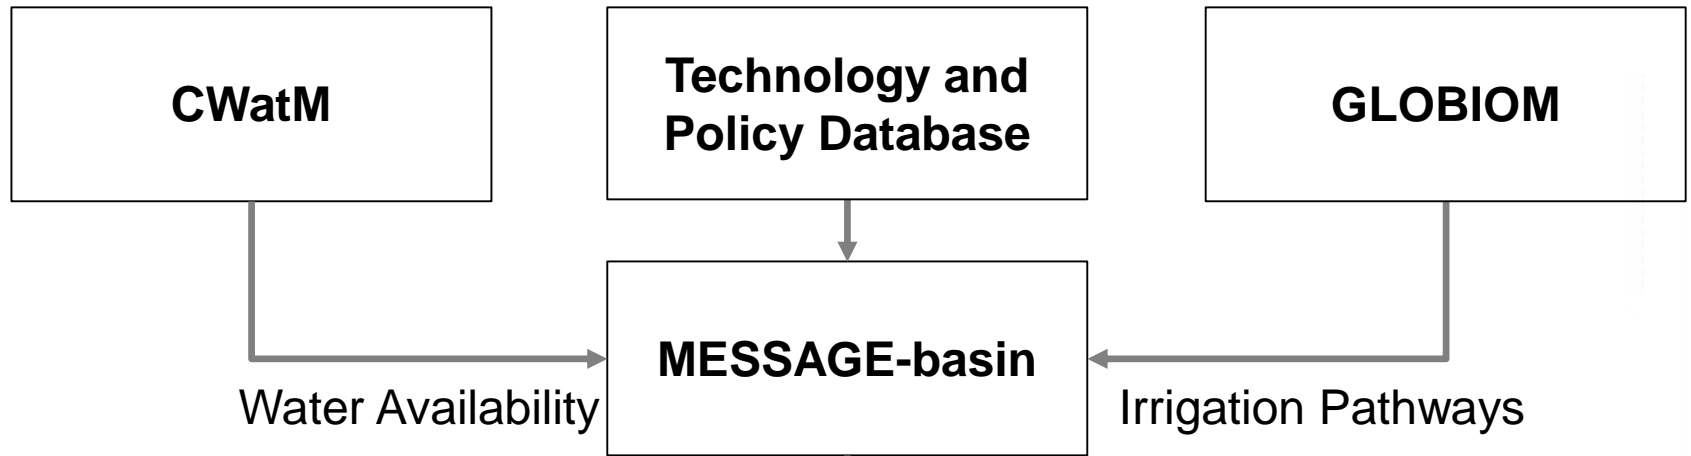 CWatM
Technology and
Policy Database
GLOBIOM
MESSAGE-basin
Water Availability
Irrigation Pathways